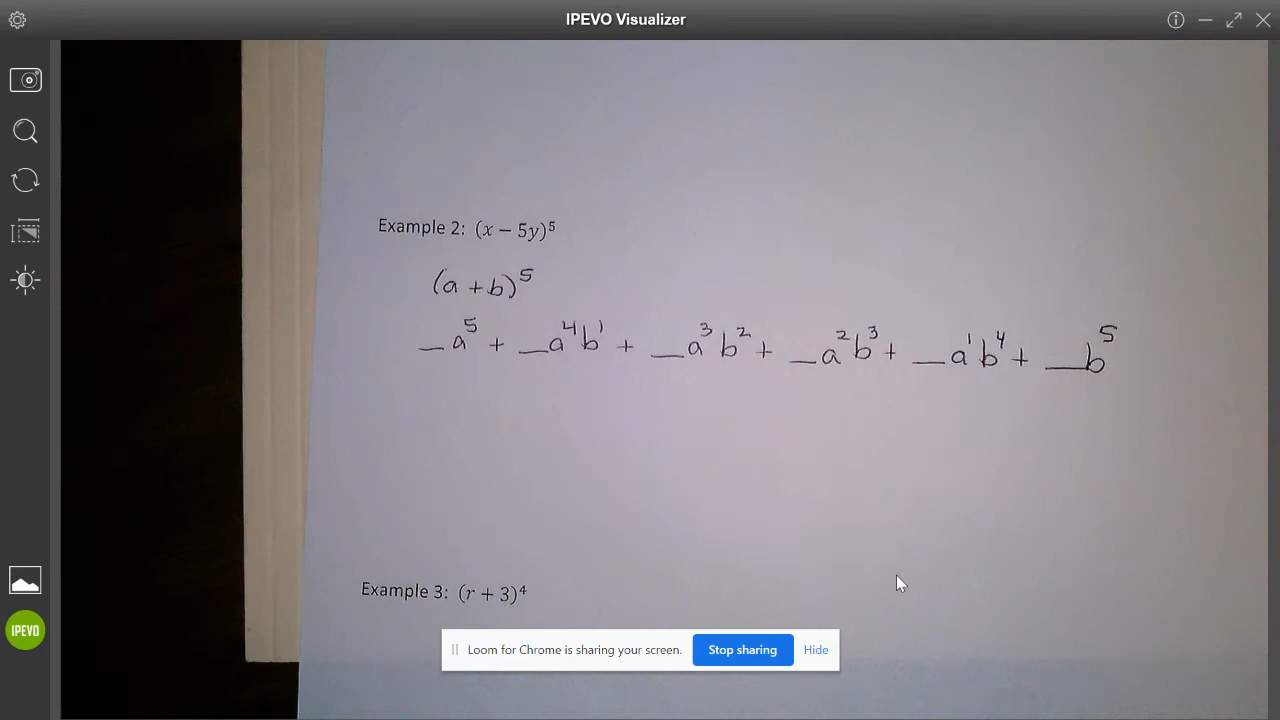 IPEVO Visualizer
Example 2: (x − 5y)⁵
(a + b)⁵
__a⁵ + __a⁴b¹ + __a³b² + __a²b³ + __a¹b⁴ + __b⁵
Example 3: (r + 3)⁴
IPEVO
Loom for Chrome is sharing your screen. Stop sharing Hide